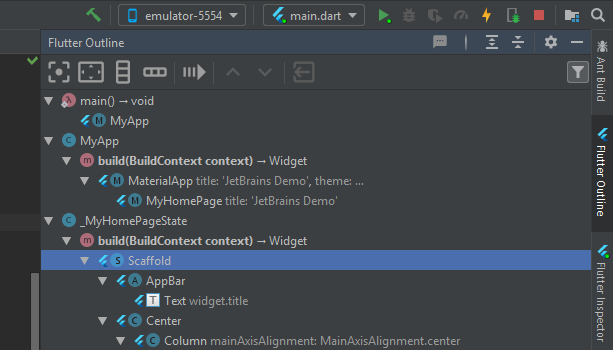 emulator-5554 main.dart
Flutter Outline
main() → void
M MyApp
C MyApp
m build(BuildContext context) → Widget
M MaterialApp title: 'JetBrains Demo', theme: ...
M MyHomePage title: 'JetBrains Demo'
C _MyHomePageState
m build(BuildContext context) → Widget
S Scaffold
A AppBar
T Text widget.title
C Center
C Column mainAxisAlignment: MainAxisAlignment.center
Ant Build
Flutter Outline
Flutter Inspector